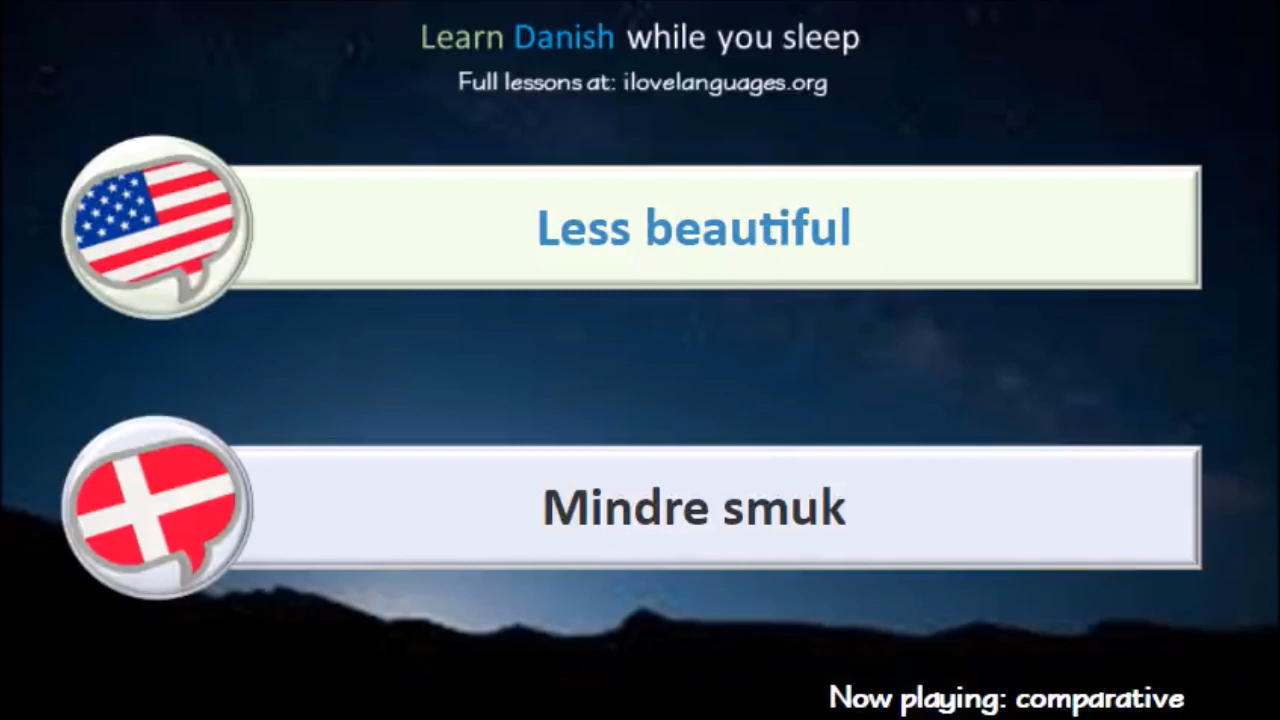 Learn Danish while you sleep
Full lessons at: ilovelanguages.org
Less beautiful
Mindre smuk
Now playing: comparative